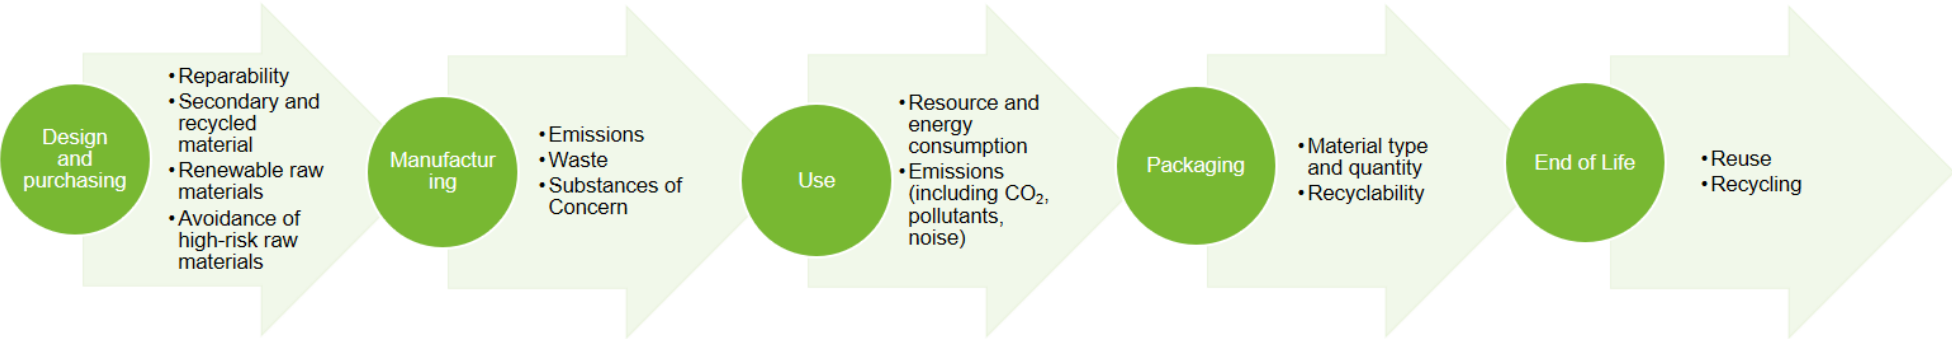 Design
and
purchasing
•Reparability
•Secondary and
recycled
material
•Renewable raw
materials
•Avoidance of
high-risk raw
materials
Manufactur
ing
•Emissions
•Waste
•Substances of
Concern
Use
•Resource and
energy
consumption
•Emissions
(including CO₂,
pollutants,
noise)
Packaging
•Material type
and quantity
•Recyclability
End of Life
•Reuse
•Recycling